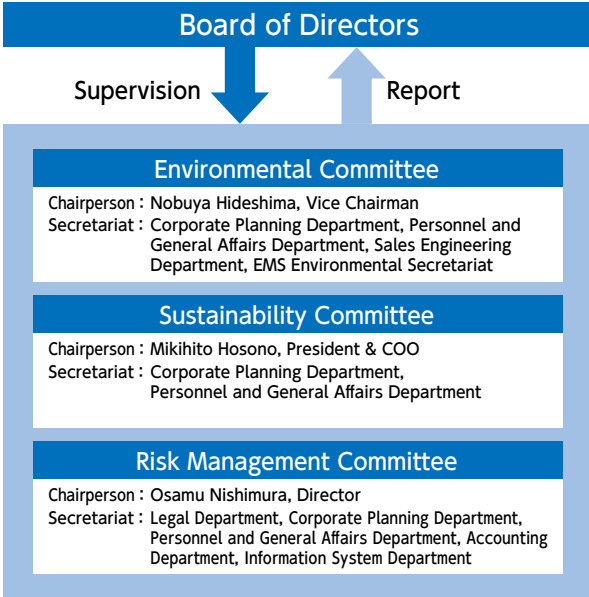 Board of Directors
Supervision
Report
Environmental Committee
Chairperson : Nobuya Hideshima, Vice Chairman
Secretariat : Corporate Planning Department, Personnel and
General Affairs Department, Sales Engineering
Department, EMS Environmental Secretariat
Sustainability Committee
Chairperson : Mikihito Hosono, President & COO
Secretariat : Corporate Planning Department,
Personnel and General Affairs Department
Risk Management Committee
Chairperson : Osamu Nishimura, Director
Secretariat : Legal Department, Corporate Planning Department,
Personnel and General Affairs Department, Accounting
Department, Information System Department